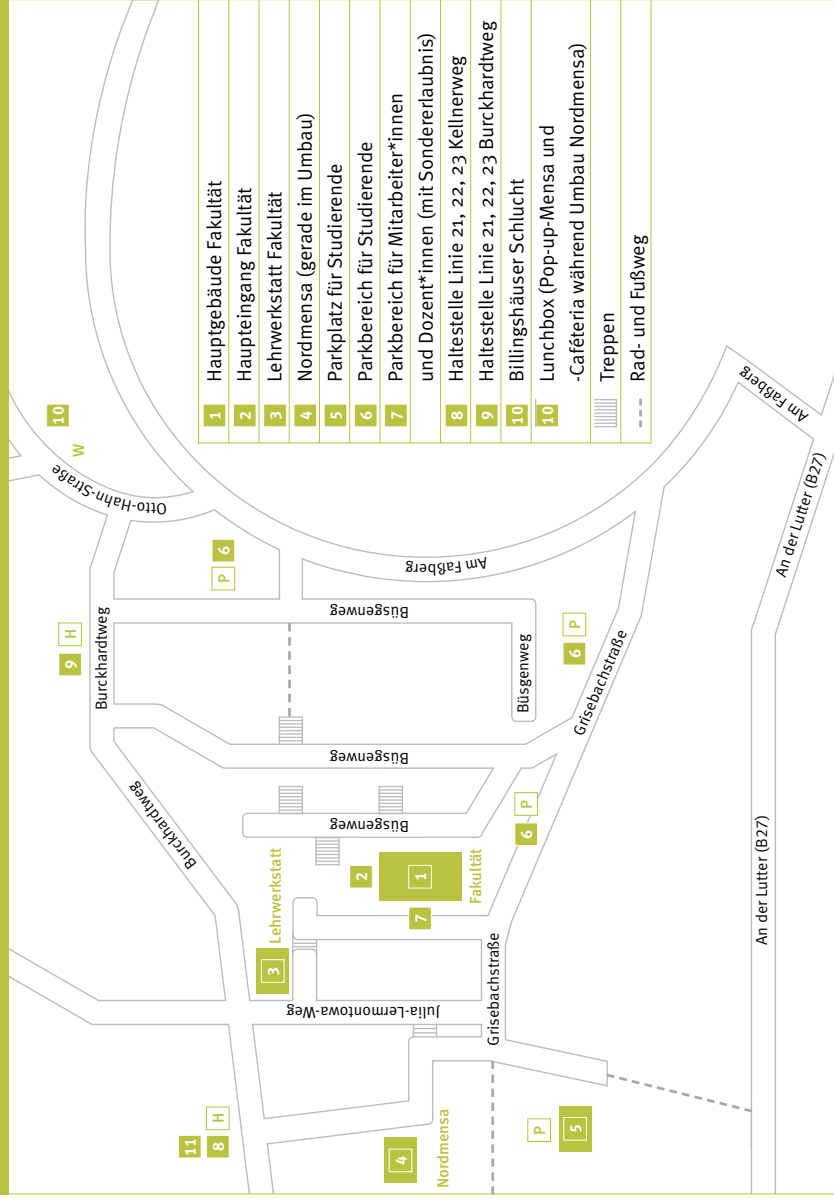 9 H
10
W
Burckhardtweg
Otto-Hahn-Straße
Burckhardtweg
11
8 H
P 6
3
Lehrwerkstatt
Julia-Lermontowa-Weg
2
Büsgenweg
Büsgenweg
Büsgenweg
4
Nordmensa
7
1
Fakultät
Am Faßberg
Grisebachstraße
6 P
P
5
Büsgenweg
6 P
Grisebachstraße
Am Faßberg
An der Lutter (B27)
An der Lutter (B27)
1 Hauptgebäude Fakultät
2 Haupteingang Fakultät
3 Lehrwerkstatt Fakultät
4 Nordmensa (gerade im Umbau)
5 Parkplatz für Studierende
6 Parkbereich für Studierende
7 Parkbereich für Mitarbeiter*innen
und Dozent*innen (mit Sondererlaubnis)
8 Haltestelle Linie 21, 22, 23 Kellnerweg
9 Haltestelle Linie 21, 22, 23 Burckhardtweg
10 Billingshäuser Schlucht
10 Lunchbox (Pop-up-Mensa und
-Caféteria während Umbau Nordmensa)
Treppen
Rad- und Fußweg